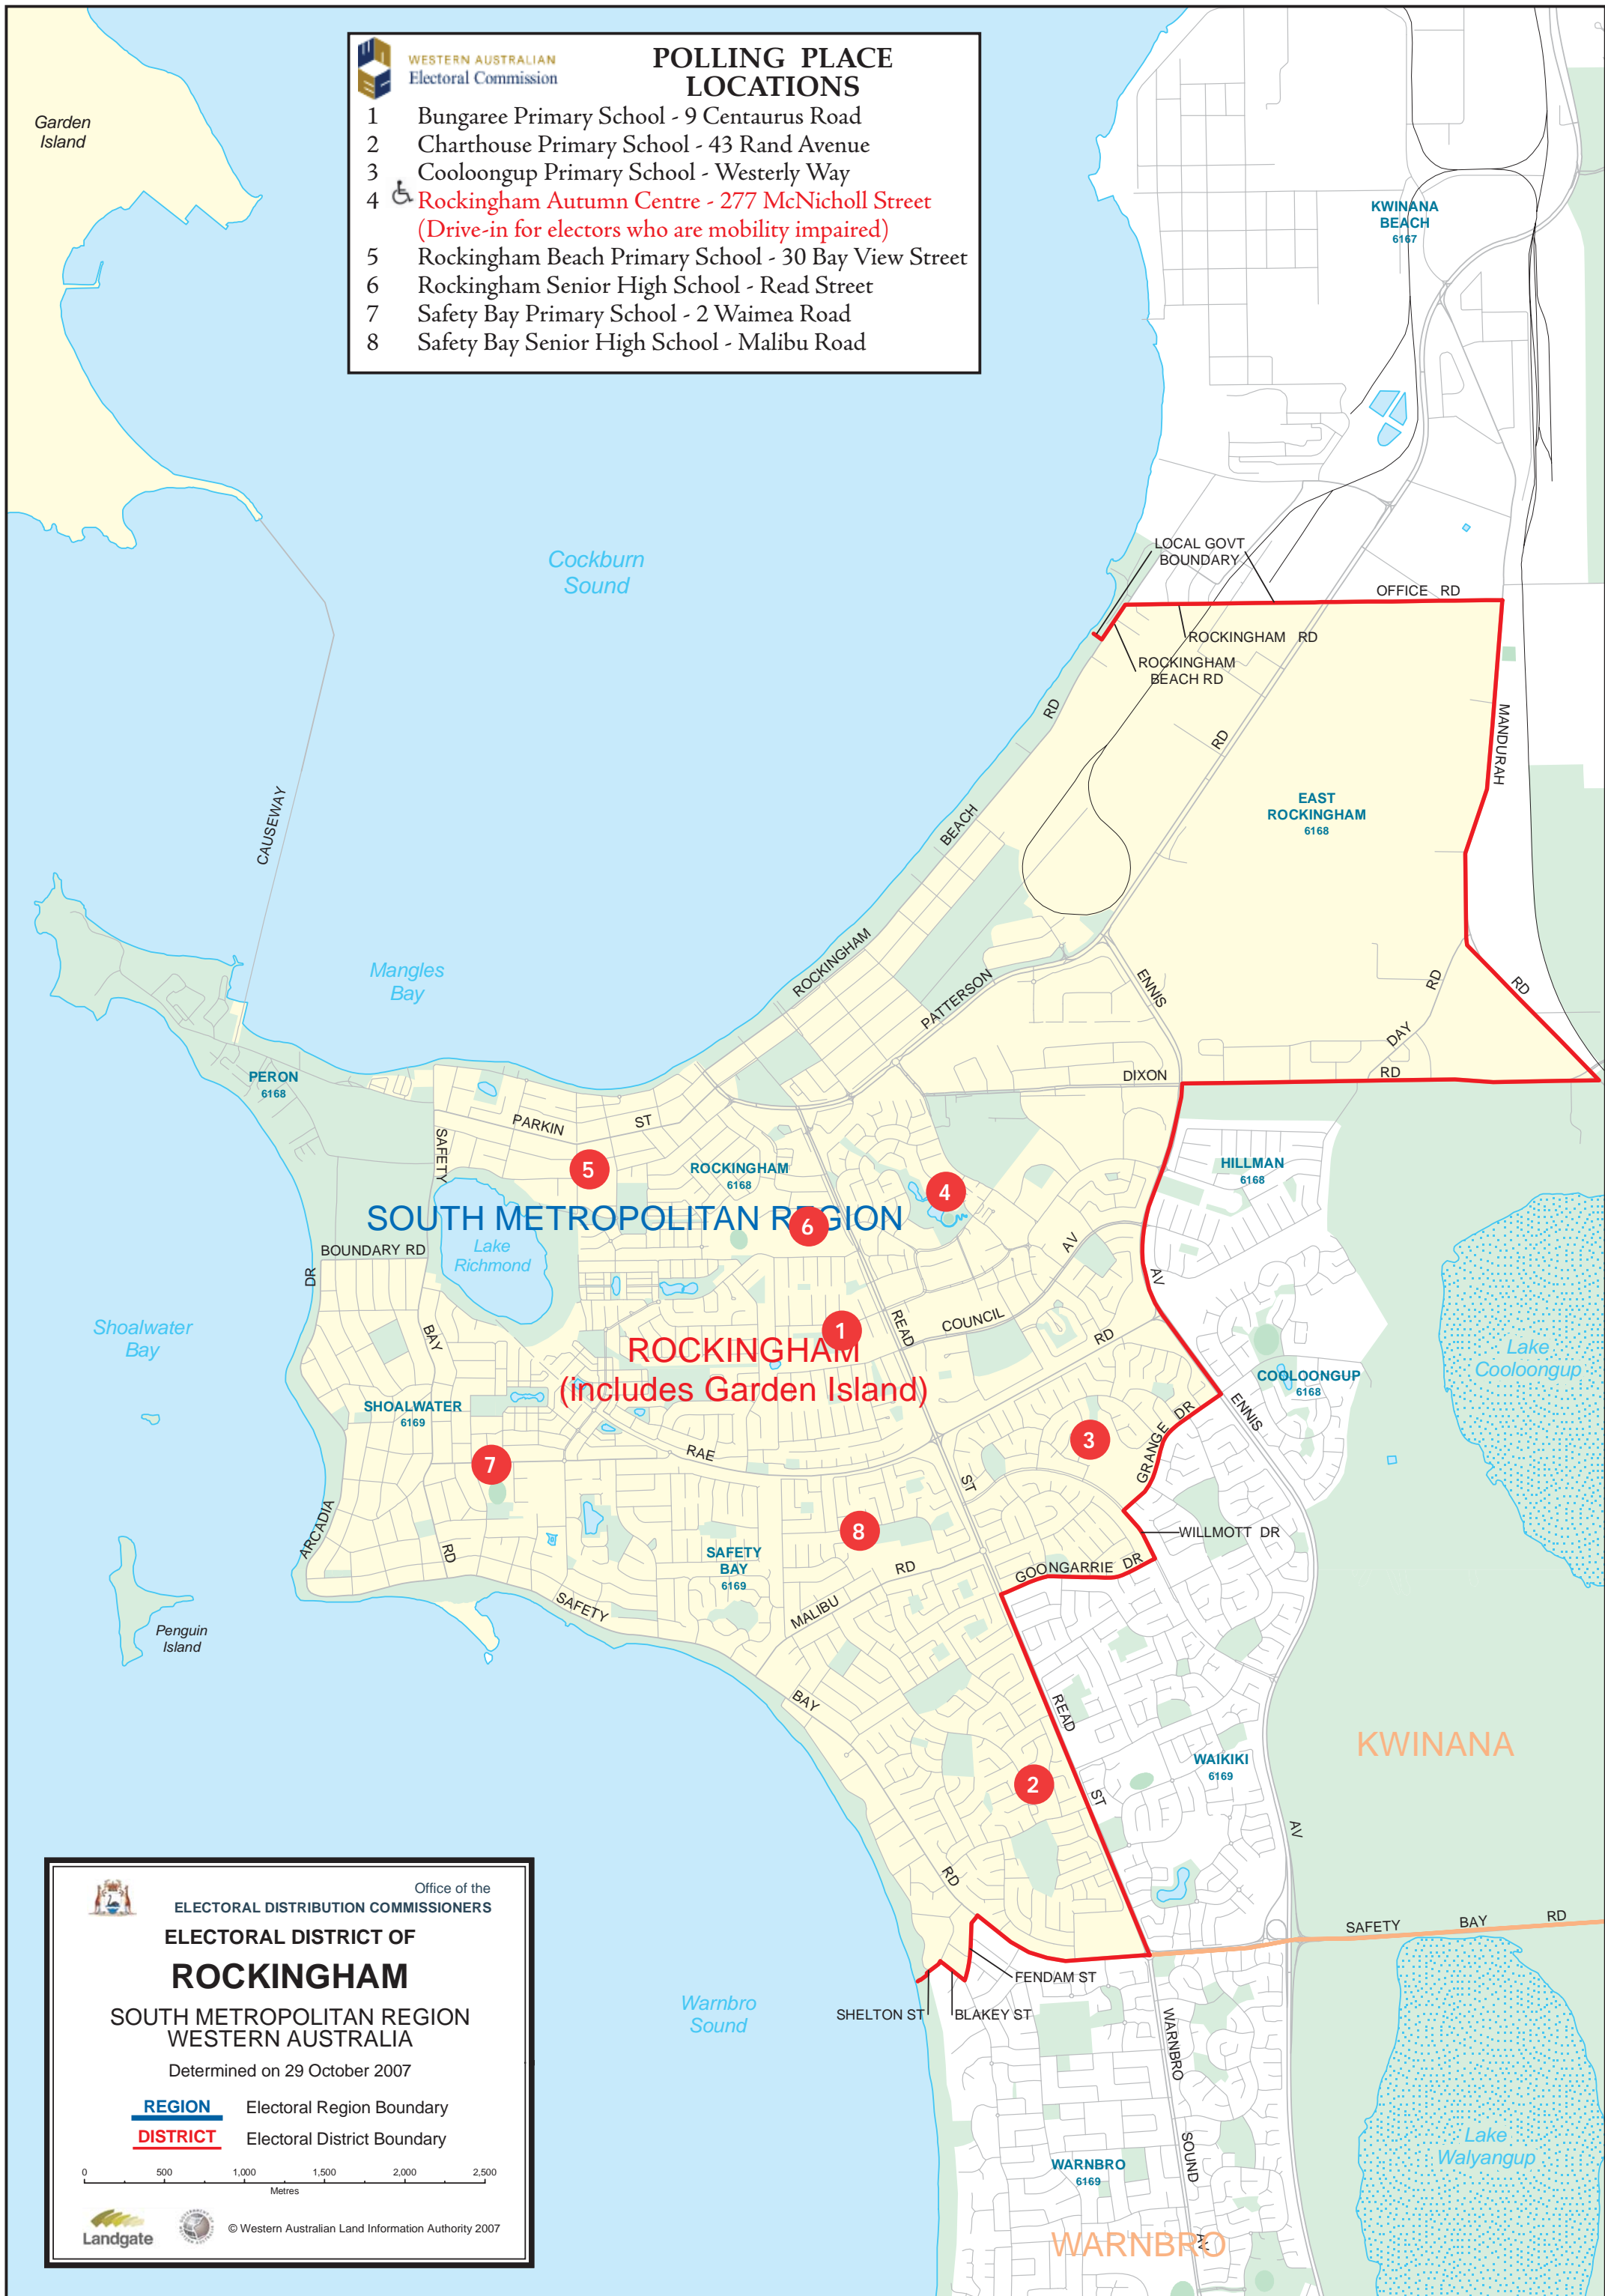 WESTERN AUSTRALIAN
Electoral Commission
POLLING PLACE
LOCATIONS
1 Bungaree Primary School - 9 Centaurus Road
2 Charthouse Primary School - 43 Rand Avenue
3 Cooloongup Primary School - Westerly Way
4 Rockingham Autumn Centre - 277 McNicholl Street
(Drive-in for electors who are mobility impaired)
5 Rockingham Beach Primary School - 30 Bay View Street
6 Rockingham Senior High School - Read Street
7 Safety Bay Primary School - 2 Waimea Road
8 Safety Bay Senior High School - Malibu Road
Garden
Island
KWINANA
BEACH
6167
Cockburn
Sound
LOCAL GOVT
BOUNDARY
OFFICE RD
ROCKINGHAM RD
ROCKINGHAM
BEACH RD
RD
RD
MANDURAH
EAST
ROCKINGHAM
6168
CAUSEWAY
BEACH
ROCKINGHAM
Mangles
Bay
PATTERSON
ENNIS
RD
RD
DAY
RD
DIXON
PERON
6168
PARKIN
ST
SAFETY
5
ROCKINGHAM
6168
4
HILLMAN
6168
SOUTH METROPOLITAN REGION
6
Lake
Richmond
BOUNDARY RD
DR
AV
AV
Shoalwater
Bay
BAY
1
READ
COUNCIL
RD
ROCKINGHAM
(includes Garden Island)
Lake
Cooloongup
COOLOONGUP
6168
SHOALWATER
6169
ENNIS
GRANGE DR
3
RAE
7
ST
ARCADIA
8
WILLMOTT DR
RD
SAFETY
BAY
6169
RD
GOONGARRIE DR
MALIBU
SAFETY
Penguin
Island
BAY
READ
KWINANA
WAIKIKI
6169
2
ST
AV
RD
SAFETY BAY RD
FENDAM ST
SHELTON ST
BLAKEY ST
Warnbro
Sound
WARNBRO
SOUND
AV
WARNBRO
6169
WARNBRO
Lake
Walyangup
Office of the
ELECTORAL DISTRIBUTION COMMISSIONERS
ELECTORAL DISTRICT OF
ROCKINGHAM
SOUTH METROPOLITAN REGION
WESTERN AUSTRALIA
Determined on 29 October 2007
REGION Electoral Region Boundary
DISTRICT Electoral District Boundary
0 500 1,000 1,500 2,000 2,500
Metres
Landgate
© Western Australian Land Information Authority 2007